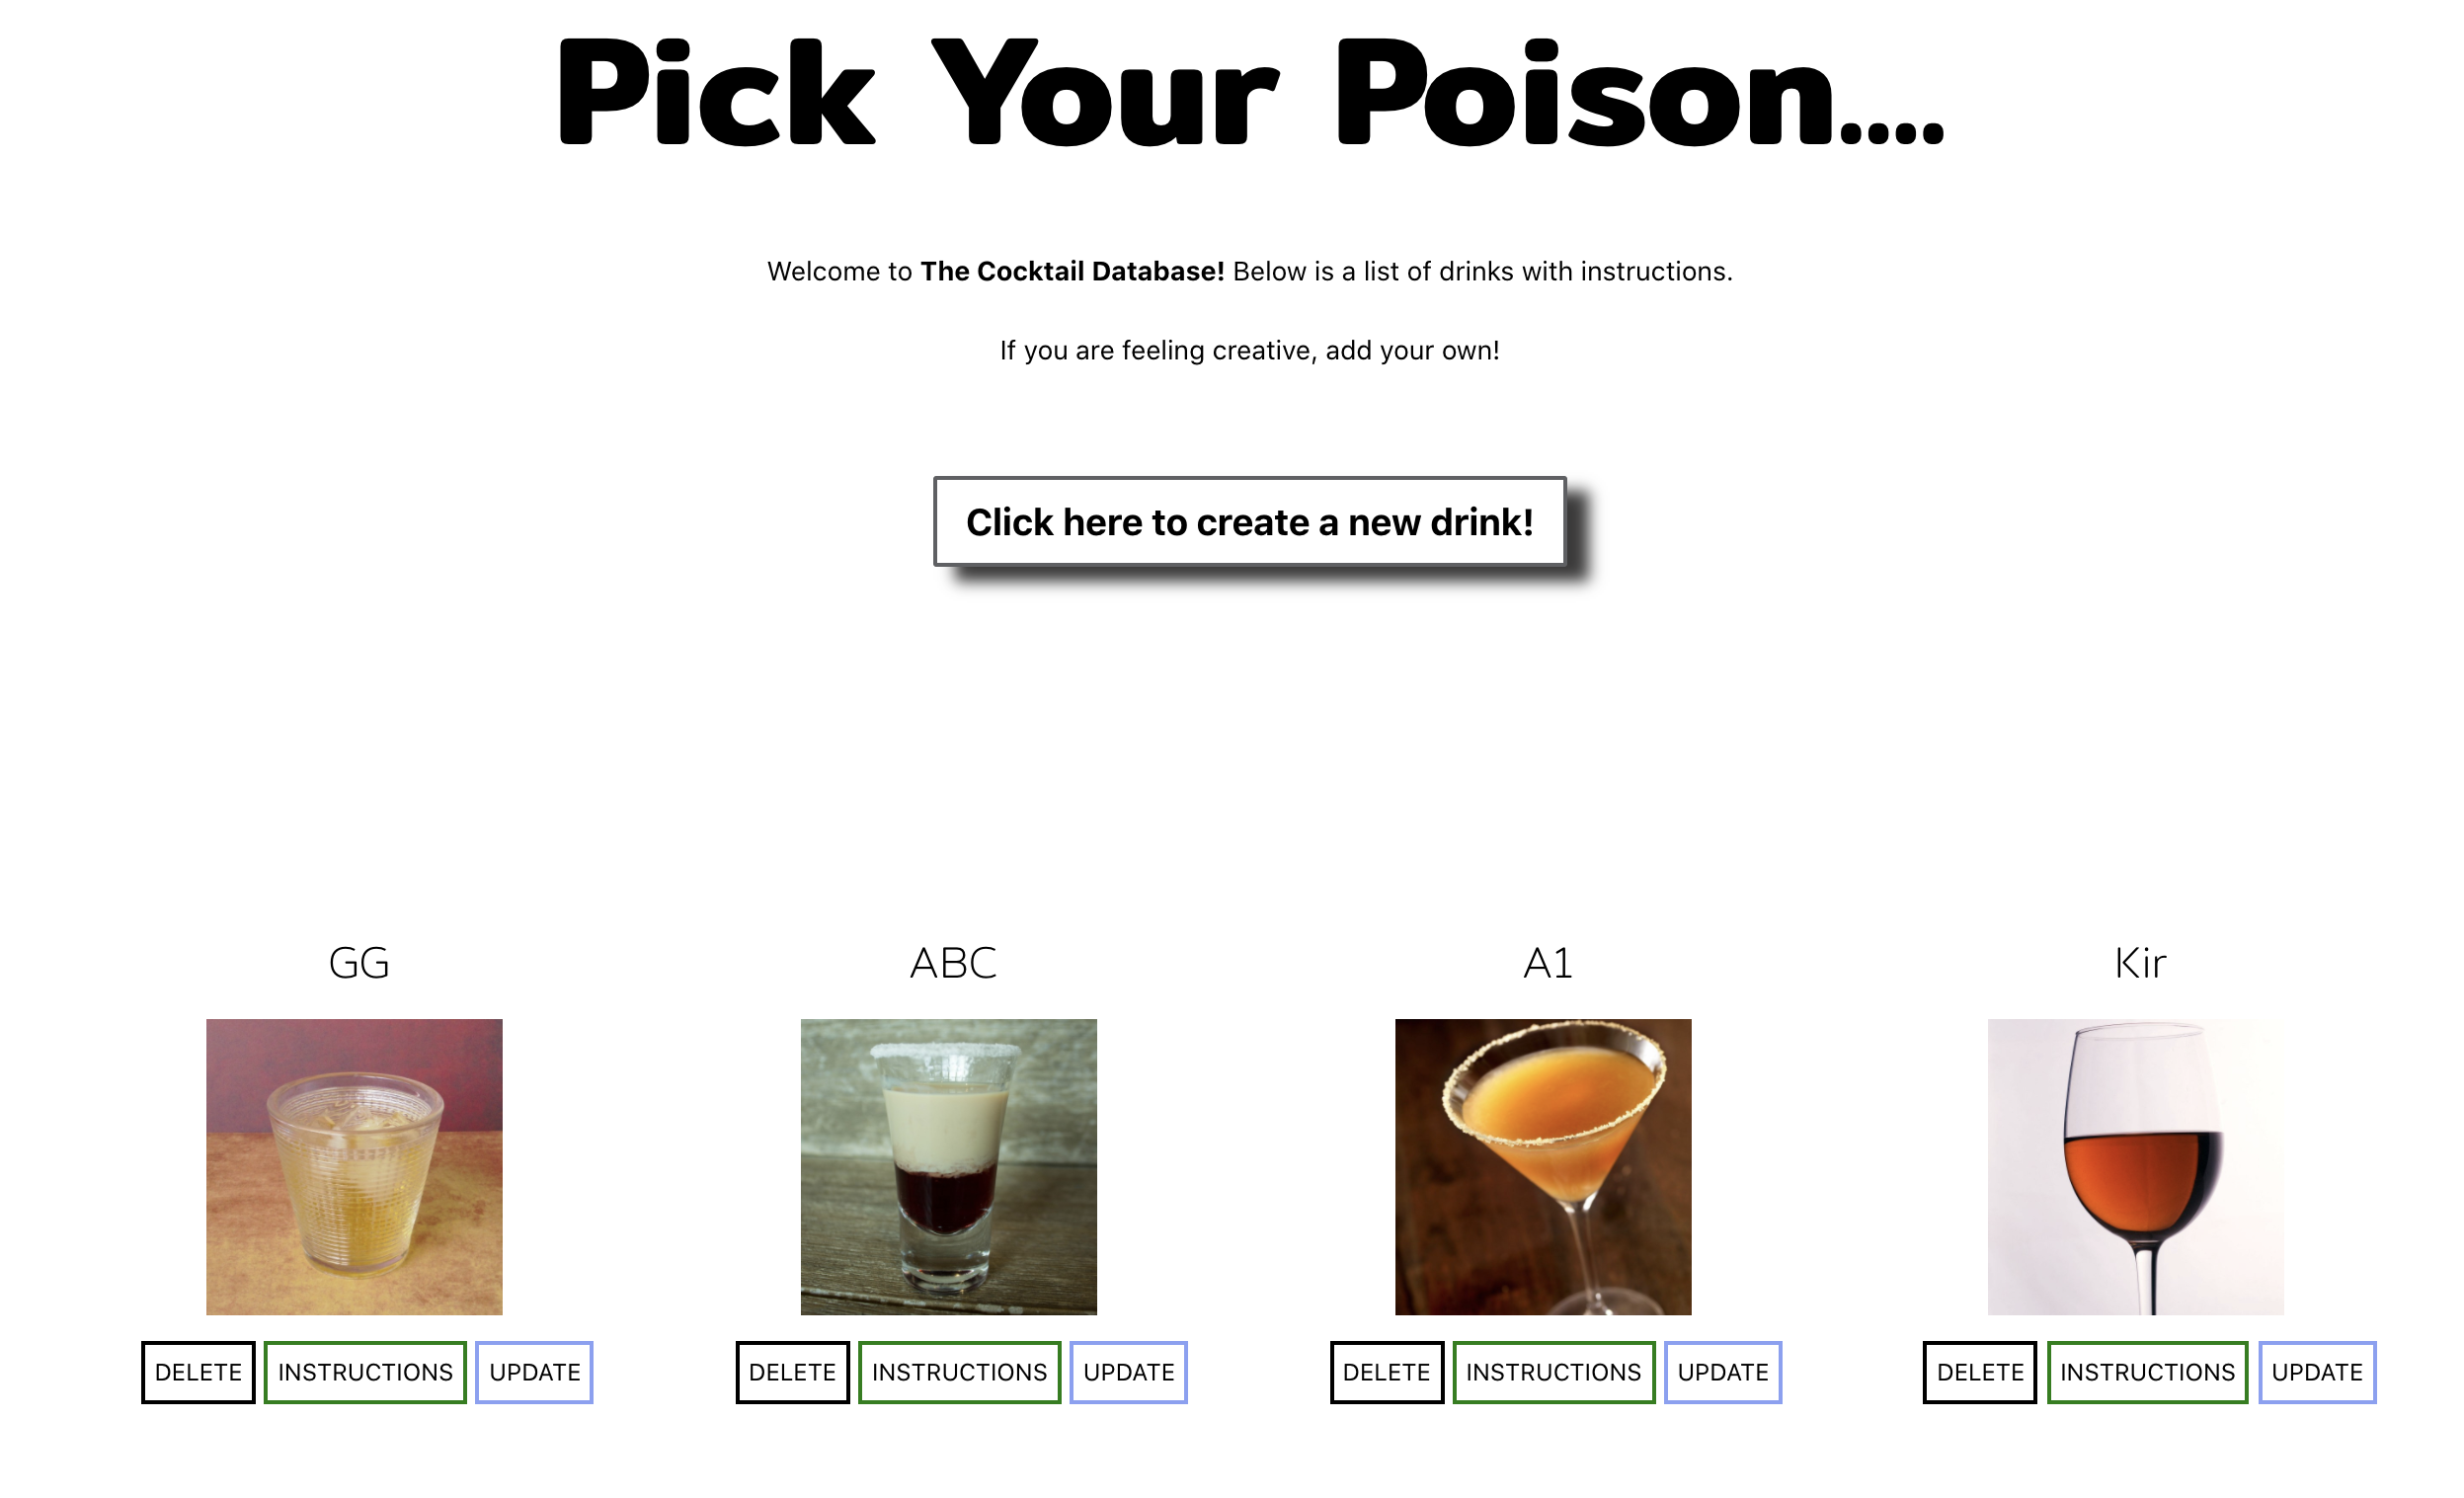 Pick Your Poison....
Welcome to The Cocktail Database! Below is a list of drinks with instructions.
If you are feeling creative, add your own!
Click here to create a new drink!
GG
ABC
A1
Kir
DELETE INSTRUCTIONS UPDATE
DELETE INSTRUCTIONS UPDATE
DELETE INSTRUCTIONS UPDATE
DELETE INSTRUCTIONS UPDATE